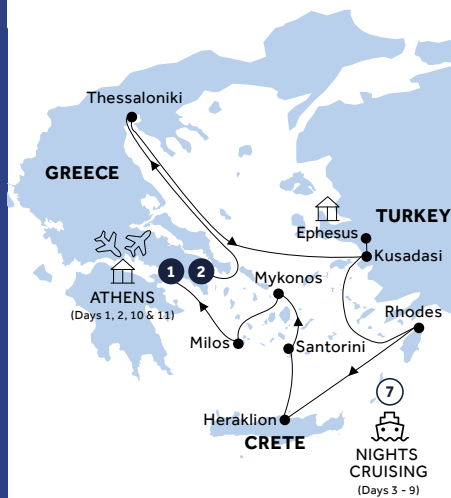 Thessaloniki
GREECE
Ephesus
TURKEY
Kusadasi
1
2
Mykonos
ATHENS
(Days 1, 2, 10 & 11)
Rhodes
Milos
Santorini
7
Heraklion
CRETE
NIGHTS
CRUISING
(Days 3 - 9)